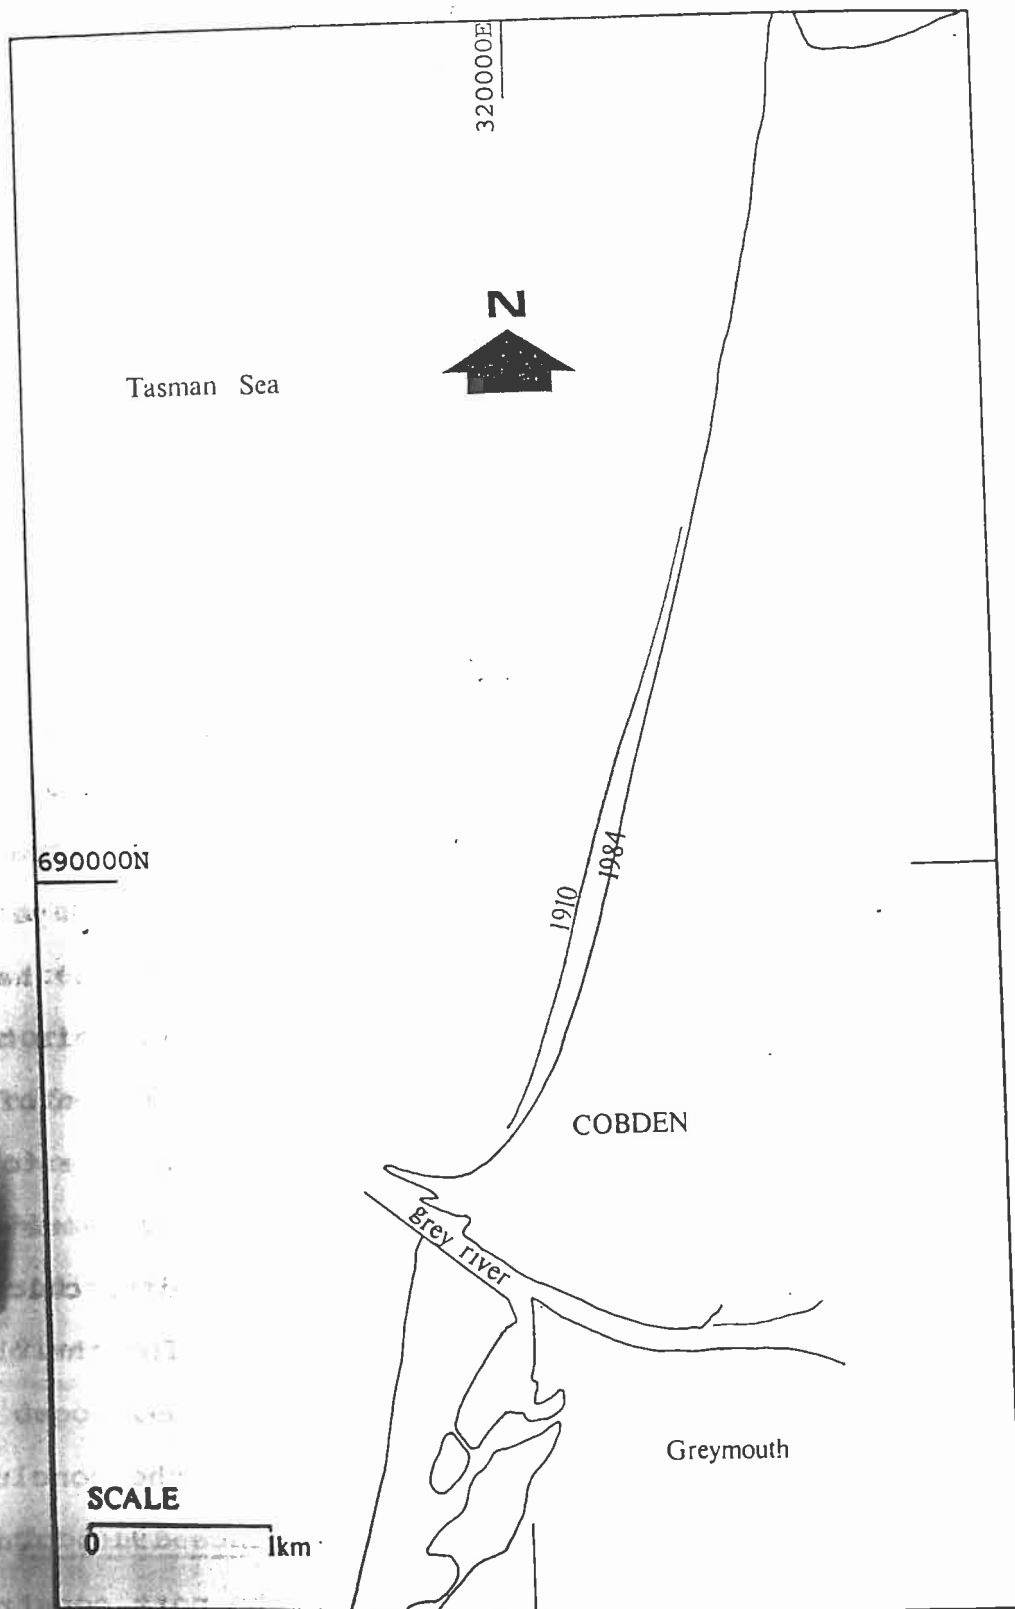 320000E
N
Tasman Sea
690000N
1984
1910
COBDEN
grey river
Greymouth
SCALE
0 1km